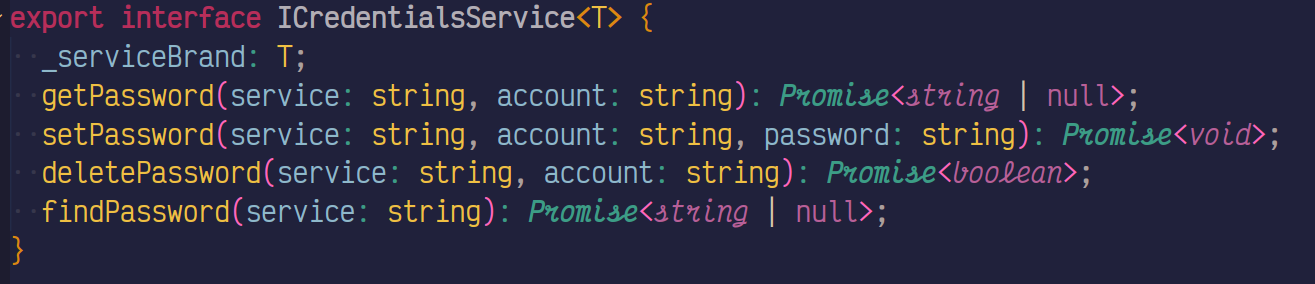 export interface ICredentialsService<T> {
  _serviceBrand: T;
  getPassword(service: string, account: string): Promise<string | null>;
  setPassword(service: string, account: string, password: string): Promise<void>;
  deletePassword(service: string, account: string): Promise<boolean>;
  findPassword(service: string): Promise<string | null>;
}